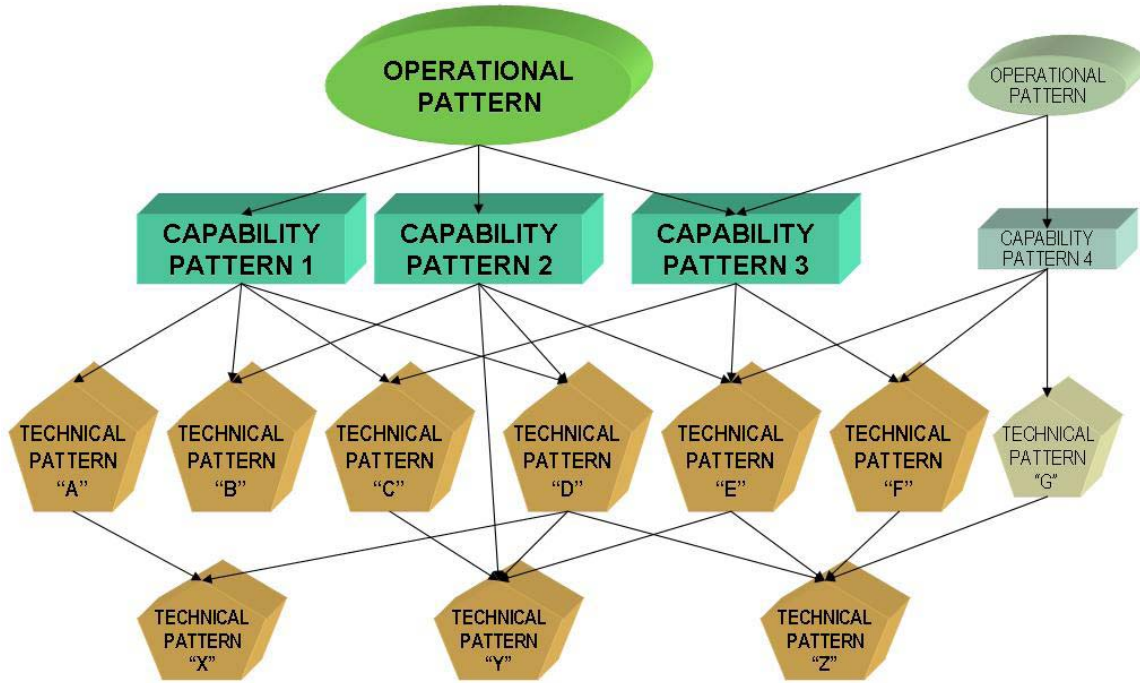 OPERATIONAL
PATTERN
OPERATIONAL
PATTERN
CAPABILITY
PATTERN 1
CAPABILITY
PATTERN 2
CAPABILITY
PATTERN 3
CAPABILITY
PATTERN 4
TECHNICAL
PATTERN
“A”
TECHNICAL
PATTERN
“B”
TECHNICAL
PATTERN
“C”
TECHNICAL
PATTERN
“D”
TECHNICAL
PATTERN
“E”
TECHNICAL
PATTERN
“F”
TECHNICAL
PATTERN
“G”
TECHNICAL
PATTERN
“X”
TECHNICAL
PATTERN
“Y”
TECHNICAL
PATTERN
“Z”